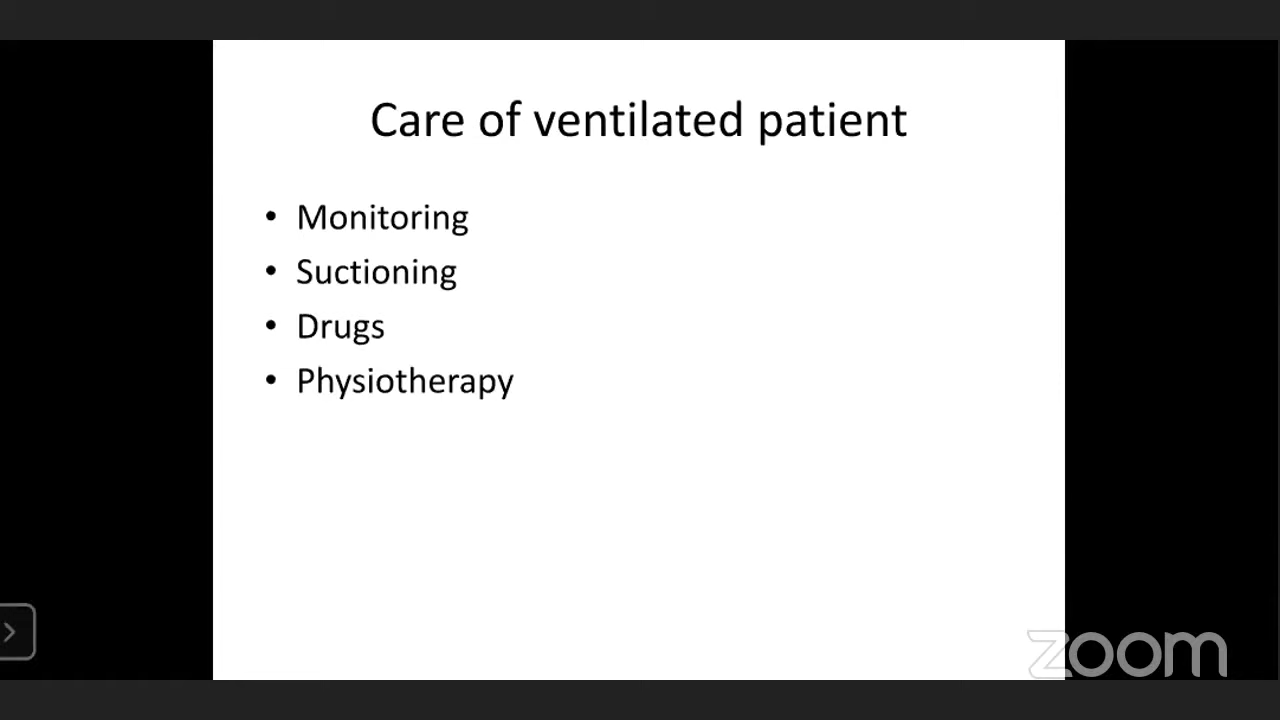 Care of ventilated patient
• Monitoring
• Suctioning
• Drugs
• Physiotherapy
zoom